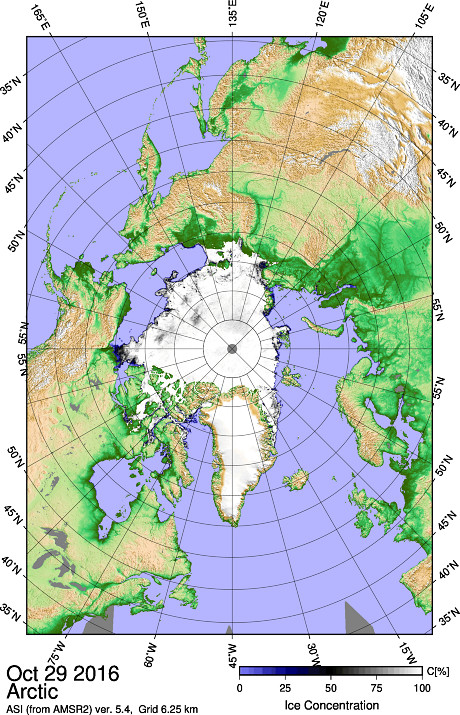 165°E
150°E
135°E
120°E
105°E
35°N
40°N
45°N
50°N
55°N
55°N
50°N
45°N
40°N
35°N
35°N
40°N
45°N
50°N
55°N
55°N
50°N
45°N
40°N
35°N
75°W
60°W
45°W
30°W
15°W
Oct 29 2016
Arctic
ASI (from AMSR2) ver. 5.4, Grid 6.25 km
C[%]
0 25 50 75 100
Ice Concentration